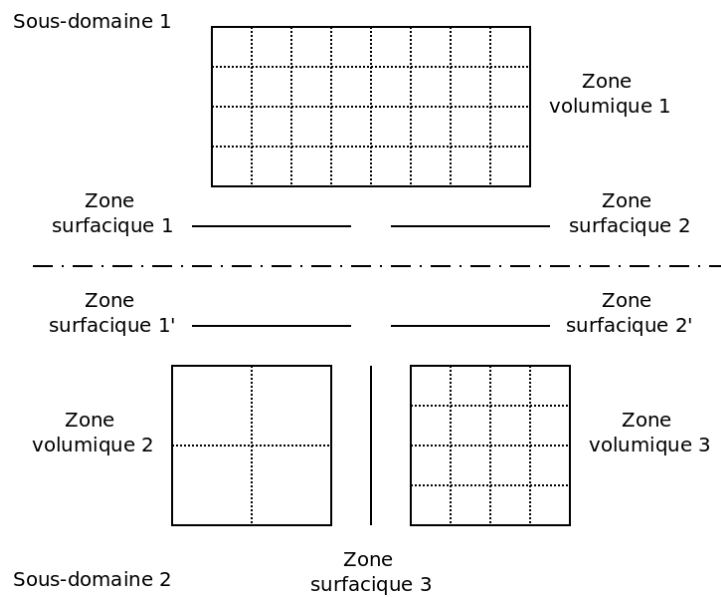 Sous-domaine 1
Zone
volumique 1
Zone
surfacique 1
Zone
surfacique 2
Zone
surfacique 1'
Zone
surfacique 2'
Zone
volumique 2
Zone
volumique 3
Zone
surfacique 3
Sous-domaine 2